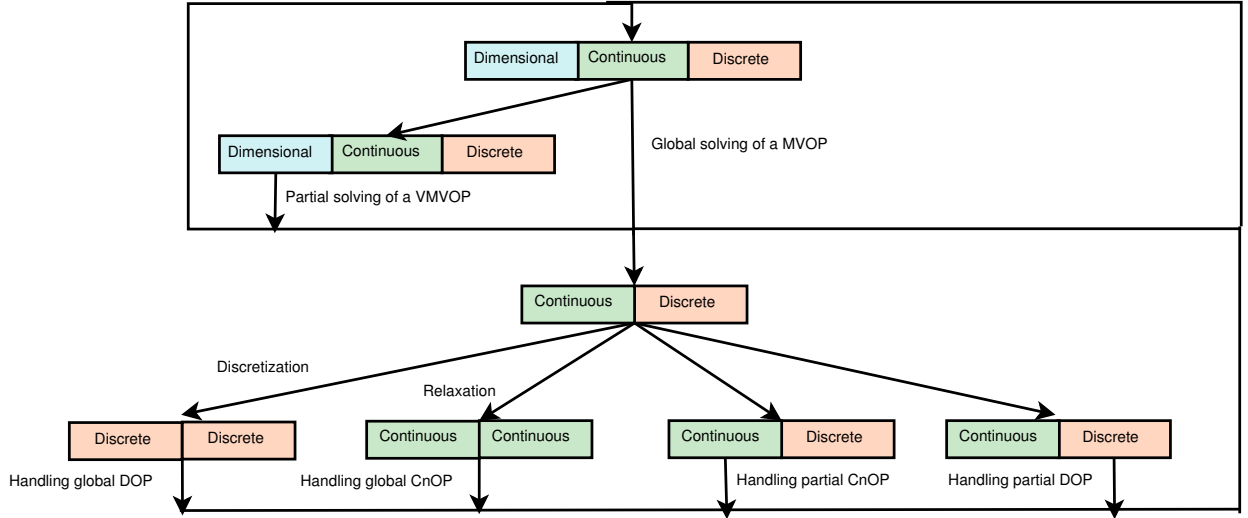 Dimensional Continuous Discrete
Global solving of a MVOP
Dimensional Continuous Discrete
Partial solving of a VMVOP
Continuous Discrete
Discretization
Relaxation
Discrete Discrete
Continuous Continuous
Continuous Discrete
Continuous Discrete
Handling global DOP
Handling global CnOP
Handling partial CnOP
Handling partial DOP